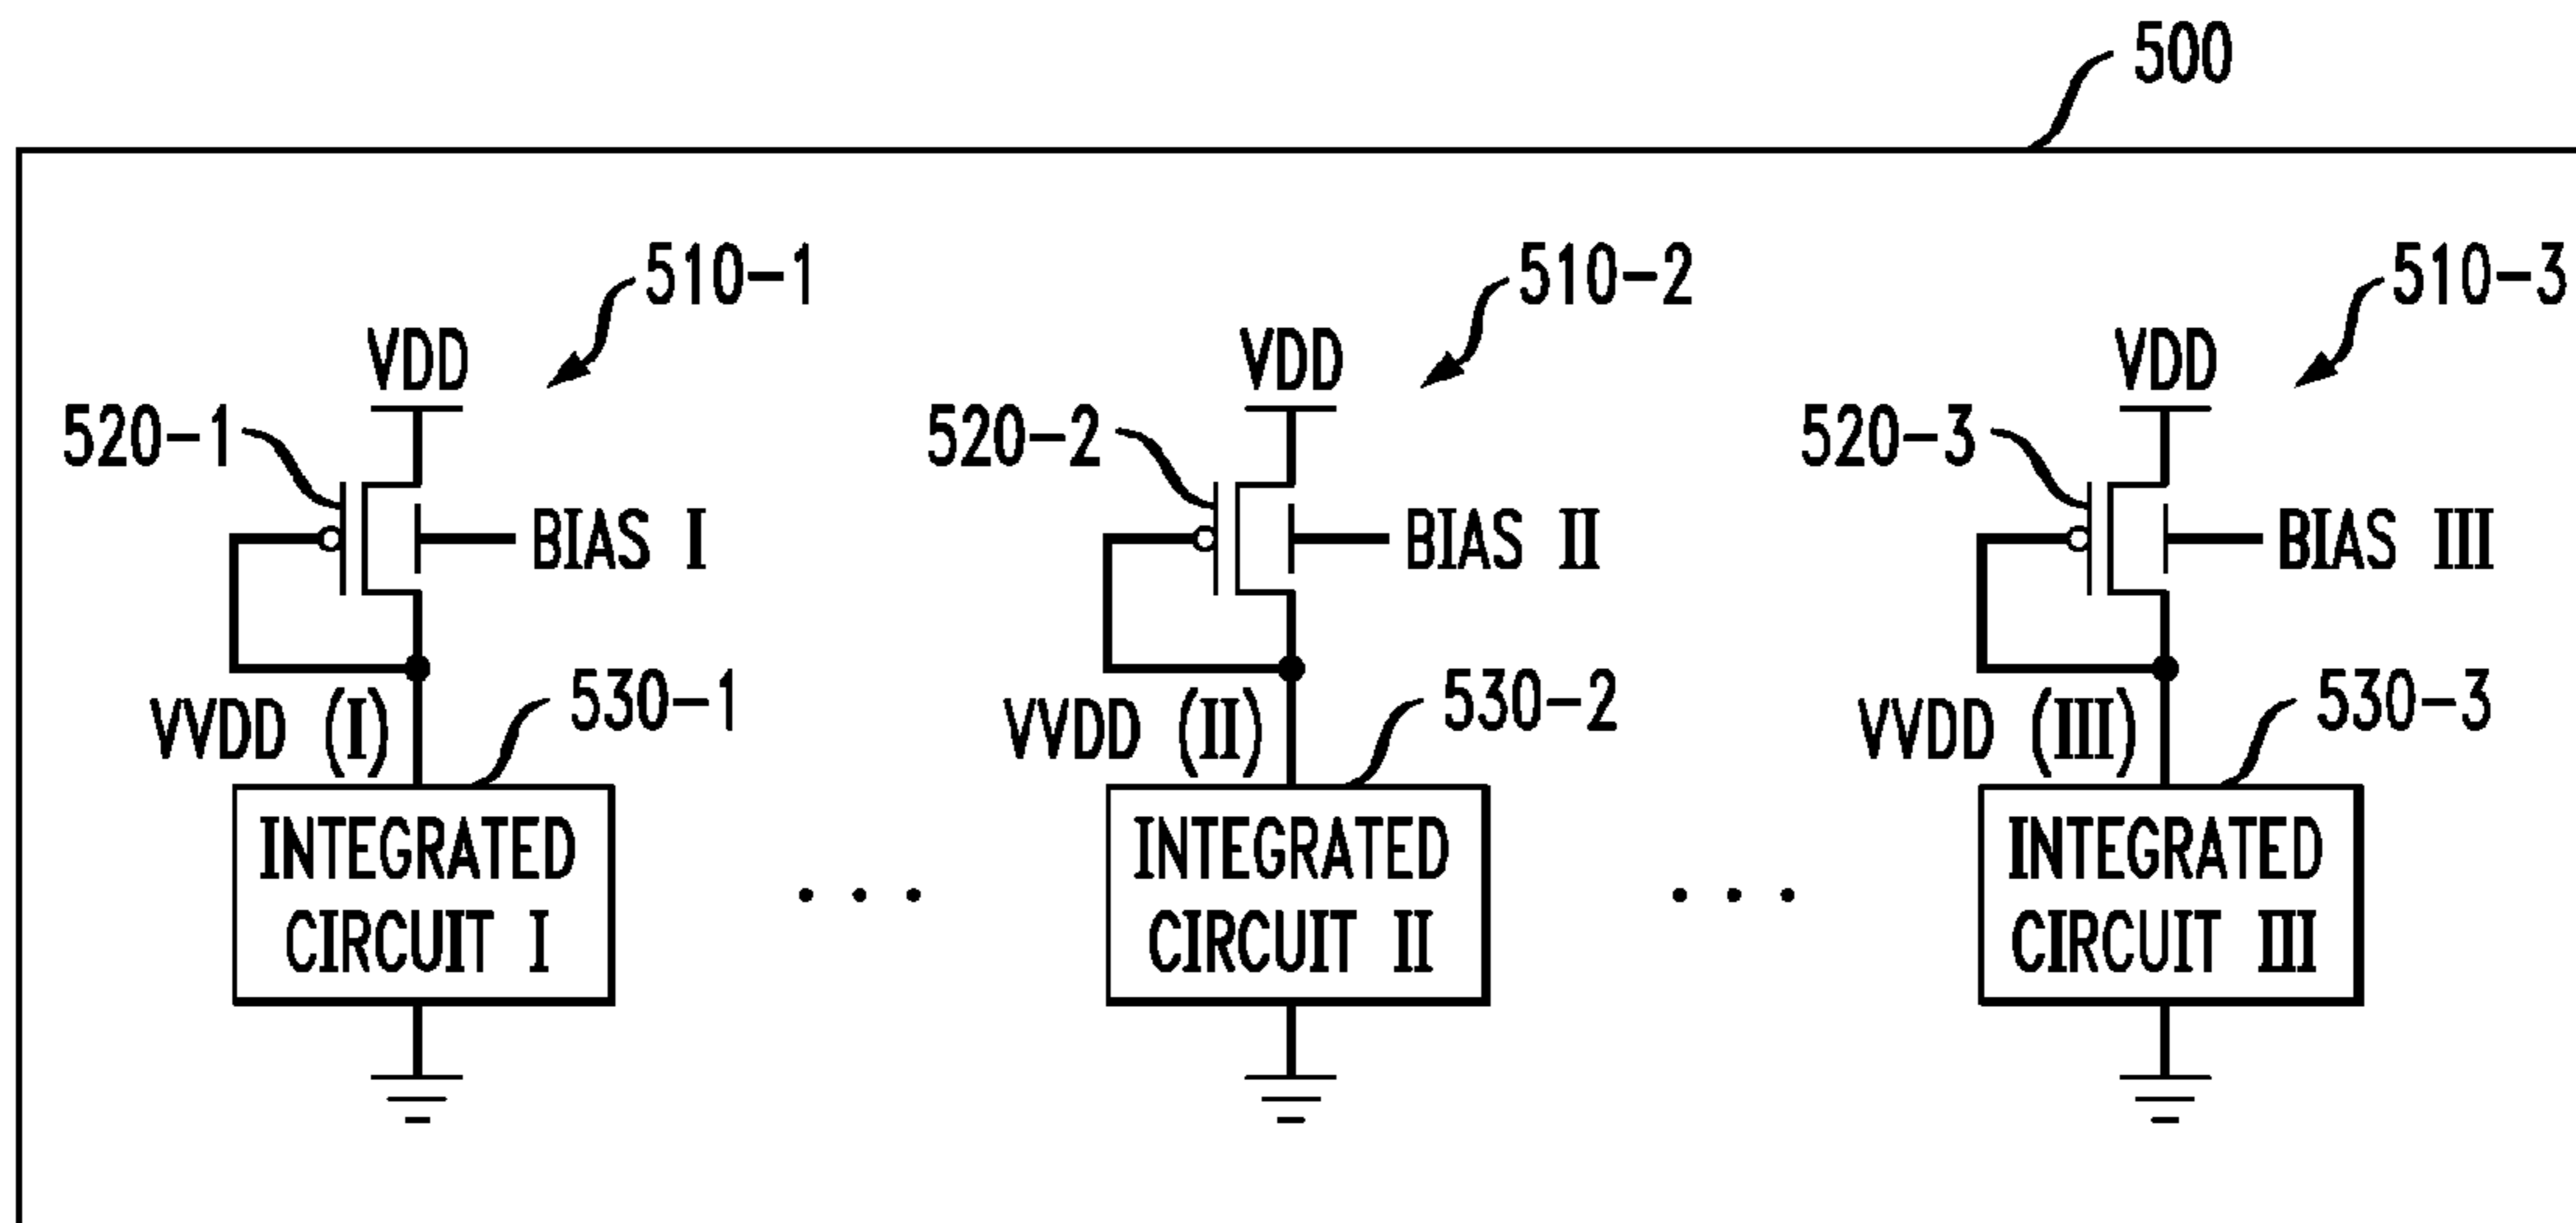 500
510-1
510-2
510-3
VDD
VDD
VDD
520-1
520-2
520-3
BIAS I
BIAS II
BIAS III
530-1
530-2
530-3
VVDD (I)
VVDD (II)
VVDD (III)
INTEGRATED
CIRCUIT I
. . .
INTEGRATED
CIRCUIT II
. . .
INTEGRATED
CIRCUIT III